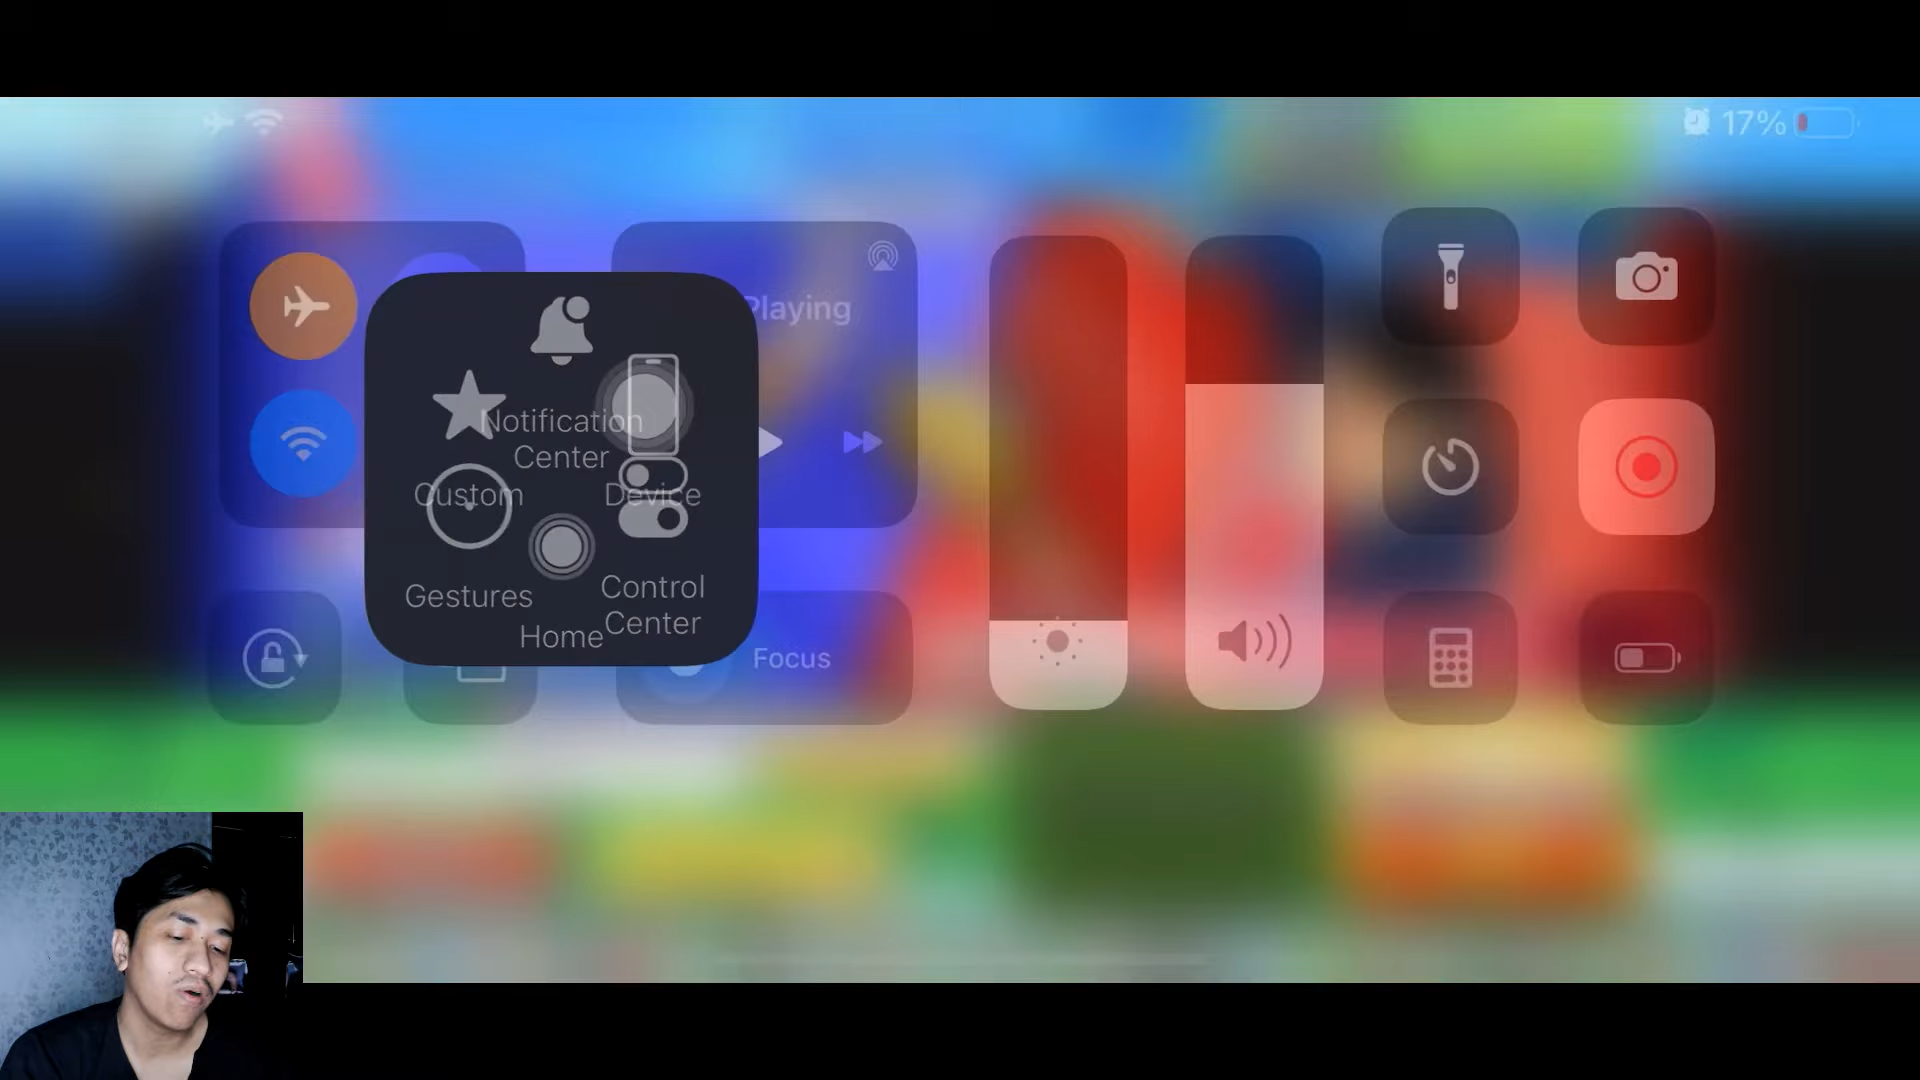 17%
Playing
Notification
Center
Custom
Device
Gestures
Control
Center
Home
Focus